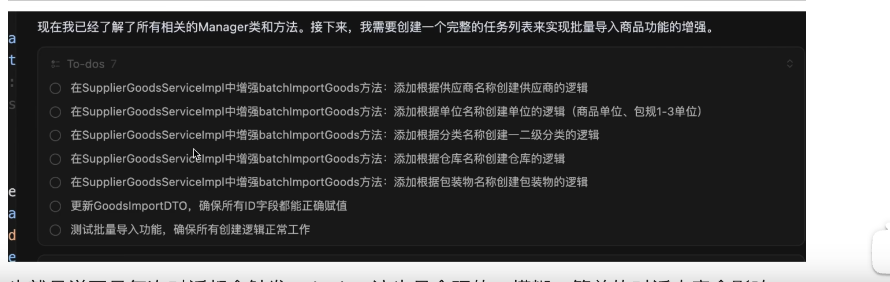 现在我已经了解了所有相关的Manager类和方法。接下来，我需要创建一个完整的任务列表来实现批量导入商品功能的增强。
To-dos 7
在SupplierGoodsServiceImpl中增强batchImportGoods方法：添加根据供应商名称创建供应商的逻辑
在SupplierGoodsServiceImpl中增强batchImportGoods方法：添加根据单位名称创建单位的逻辑（商品单位、包规1-3单位）
在SupplierGoodsServiceImpl中增强batchImportGoods方法：添加根据分类名称创建一二级分类的逻辑
在SupplierGoodsServiceImpl中增强batchImportGoods方法：添加根据仓库名称创建仓库的逻辑
在SupplierGoodsServiceImpl中增强batchImportGoods方法：添加根据包装物名称创建包装物的逻辑
更新GoodsImportDTO，确保所有ID字段都能正确赋值
测试批量导入功能，确保所有创建逻辑正常工作